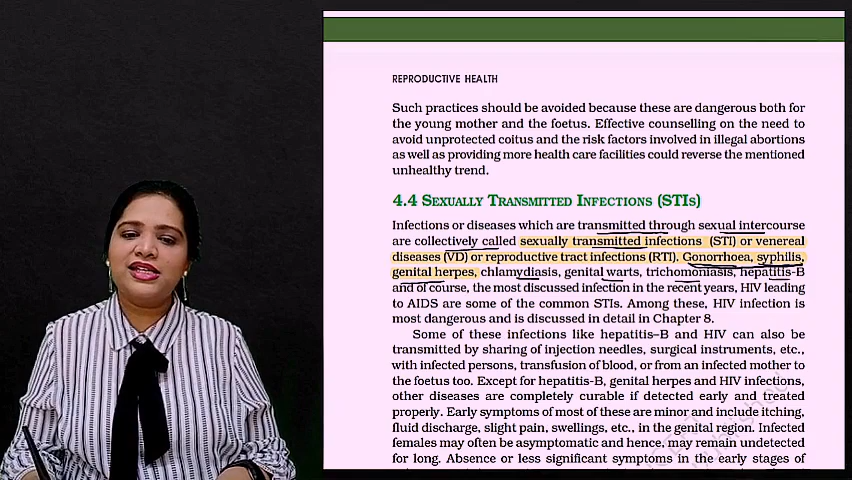 REPRODUCTIVE HEALTH
Such practices should be avoided because these are dangerous both for
the young mother and the foetus. Effective counselling on the need to
avoid unprotected coitus and the risk factors involved in illegal abortions
as well as providing more health care facilities could reverse the mentioned
unhealthy trend.
4.4 SEXUALLY TRANSMITTED INFECTIONS (STIs)
Infections or diseases which are transmitted through sexual intercourse
are collectively called sexually transmitted infections (STI) or venereal
diseases (VD) or reproductive tract infections (RTI). Gonorrhoea, syphilis,
genital herpes, chlamydiasis, genital warts, trichomoniasis, hepatitis-B
and of course, the most discussed infection in the recent years, HIV leading
to AIDS are some of the common STIs. Among these, HIV infection is
most dangerous and is discussed in detail in Chapter 8.
Some of these infections like hepatitis–B and HIV can also be
transmitted by sharing of injection needles, surgical instruments, etc.,
with infected persons, transfusion of blood, or from an infected mother to
the foetus too. Except for hepatitis-B, genital herpes and HIV infections,
other diseases are completely curable if detected early and treated
properly. Early symptoms of most of these are minor and include itching,
fluid discharge, slight pain, swellings, etc., in the genital region. Infected
females may often be asymptomatic and hence, may remain undetected
for long. Absence or less significant symptoms in the early stages of